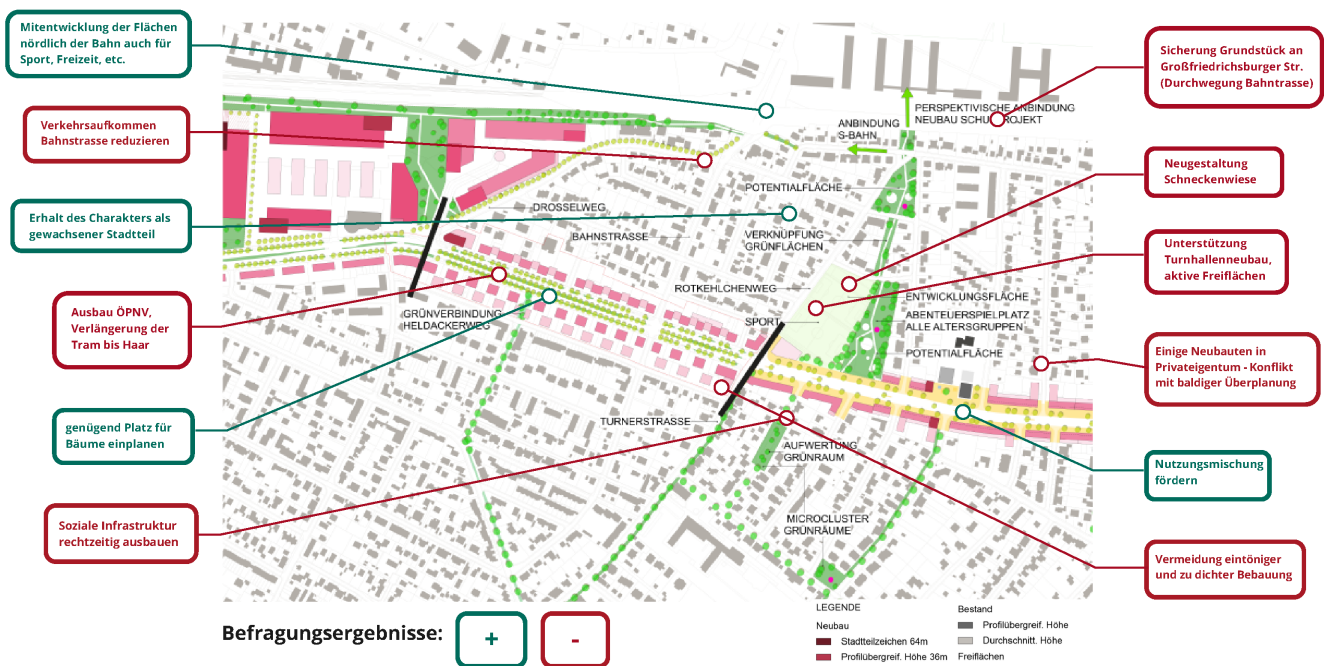 Mitentwicklung der Flächen
nördlich der Bahn auch für
Sport, Freizeit, etc.
Verkehrsaufkommen
Bahnstrasse reduzieren
Erhalt des Charakters als
gewachsener Stadtteil
Ausbau ÖPNV,
Verlängerung der
Tram bis Haar
genügend Platz für
Bäume einplanen
Soziale Infrastruktur
rechtzeitig ausbauen
PERSPEKTIVISCHE ANBINDUNG
NEUBAU SCHULPROJEKT
ANBINDUNG
S-BAHN
POTENTIALFLÄCHE
DROSSELWEG
BAHNSTRASSE
VERKNÜPFUNG
GRÜNFLÄCHEN
ROTKEHLCHENWEG
ENTWICKLUNGSFLÄCHE
GRÜNVERBINDUNG
HELDACKERWEG
SPORT
ABENTEUERSPIELPLATZ
ALLE ALTERSGRUPPEN
POTENTIALFLÄCHE
TURNERSTRASSE
AUFWERTUNG
GRÜNRAUM
MICROCLUSTER
GRÜNRÄUME
Sicherung Grundstück an
Großfriedrichsburger Str.
(Durchwegung Bahntrasse)
Neugestaltung
Schneckenwiese
Unterstützung
Turnhallenneubau,
aktive Freiflächen
Einige Neubauten in
Privateigentum - Konflikt
mit baldiger Überplanung
Nutzungsmischung
fördern
Vermeidung eintöniger
und zu dichter Bebauung
Befragungsergebnisse: + -
LEGENDE
Neubau
Stadtteilzeichen 64m
Profilübergreif. Höhe 36m
Bestand
Profilübergreif. Höhe
Durchschnitt. Höhe
Freiflächen